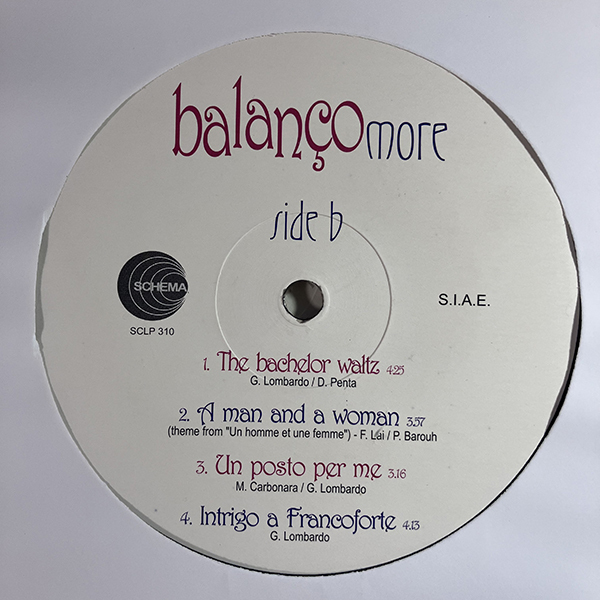 balançomore
side b
SCHEMA
SCLP 310
S.I.A.E.
1. The bachelor waltz 4:25
G. Lombardo / D. Penta
2. A man and a woman 3.57
(theme from "Un homme et une femme") - F. Lai / P. Barouh
3. Un posto per me 3.16
M. Carbonara / G. Lombardo
4. Intrigo a Francoforte 4.13
G. Lombardo